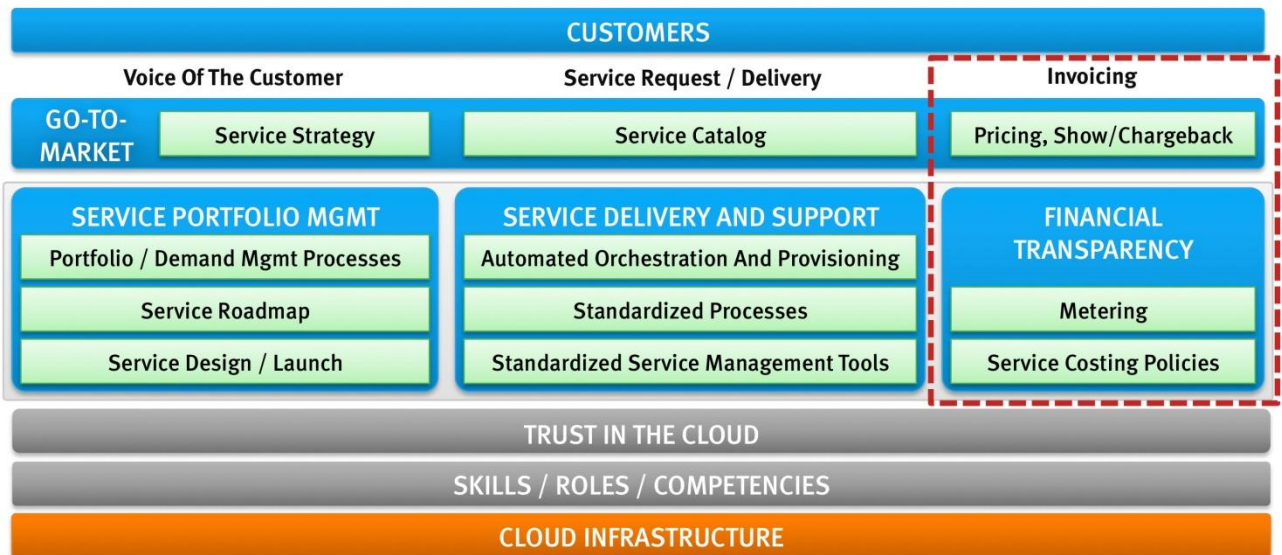 CUSTOMERS
Voice Of The Customer
Service Request / Delivery
Invoicing
GO-TO-
MARKET
Service Strategy
Service Catalog
Pricing, Show/Chargeback
SERVICE PORTFOLIO MGMT
Portfolio / Demand Mgmt Processes
Service Roadmap
Service Design / Launch
SERVICE DELIVERY AND SUPPORT
Automated Orchestration And Provisioning
Standardized Processes
Standardized Service Management Tools
FINANCIAL
TRANSPARENCY
Metering
Service Costing Policies
TRUST IN THE CLOUD
SKILLS / ROLES / COMPETENCIES
CLOUD INFRASTRUCTURE